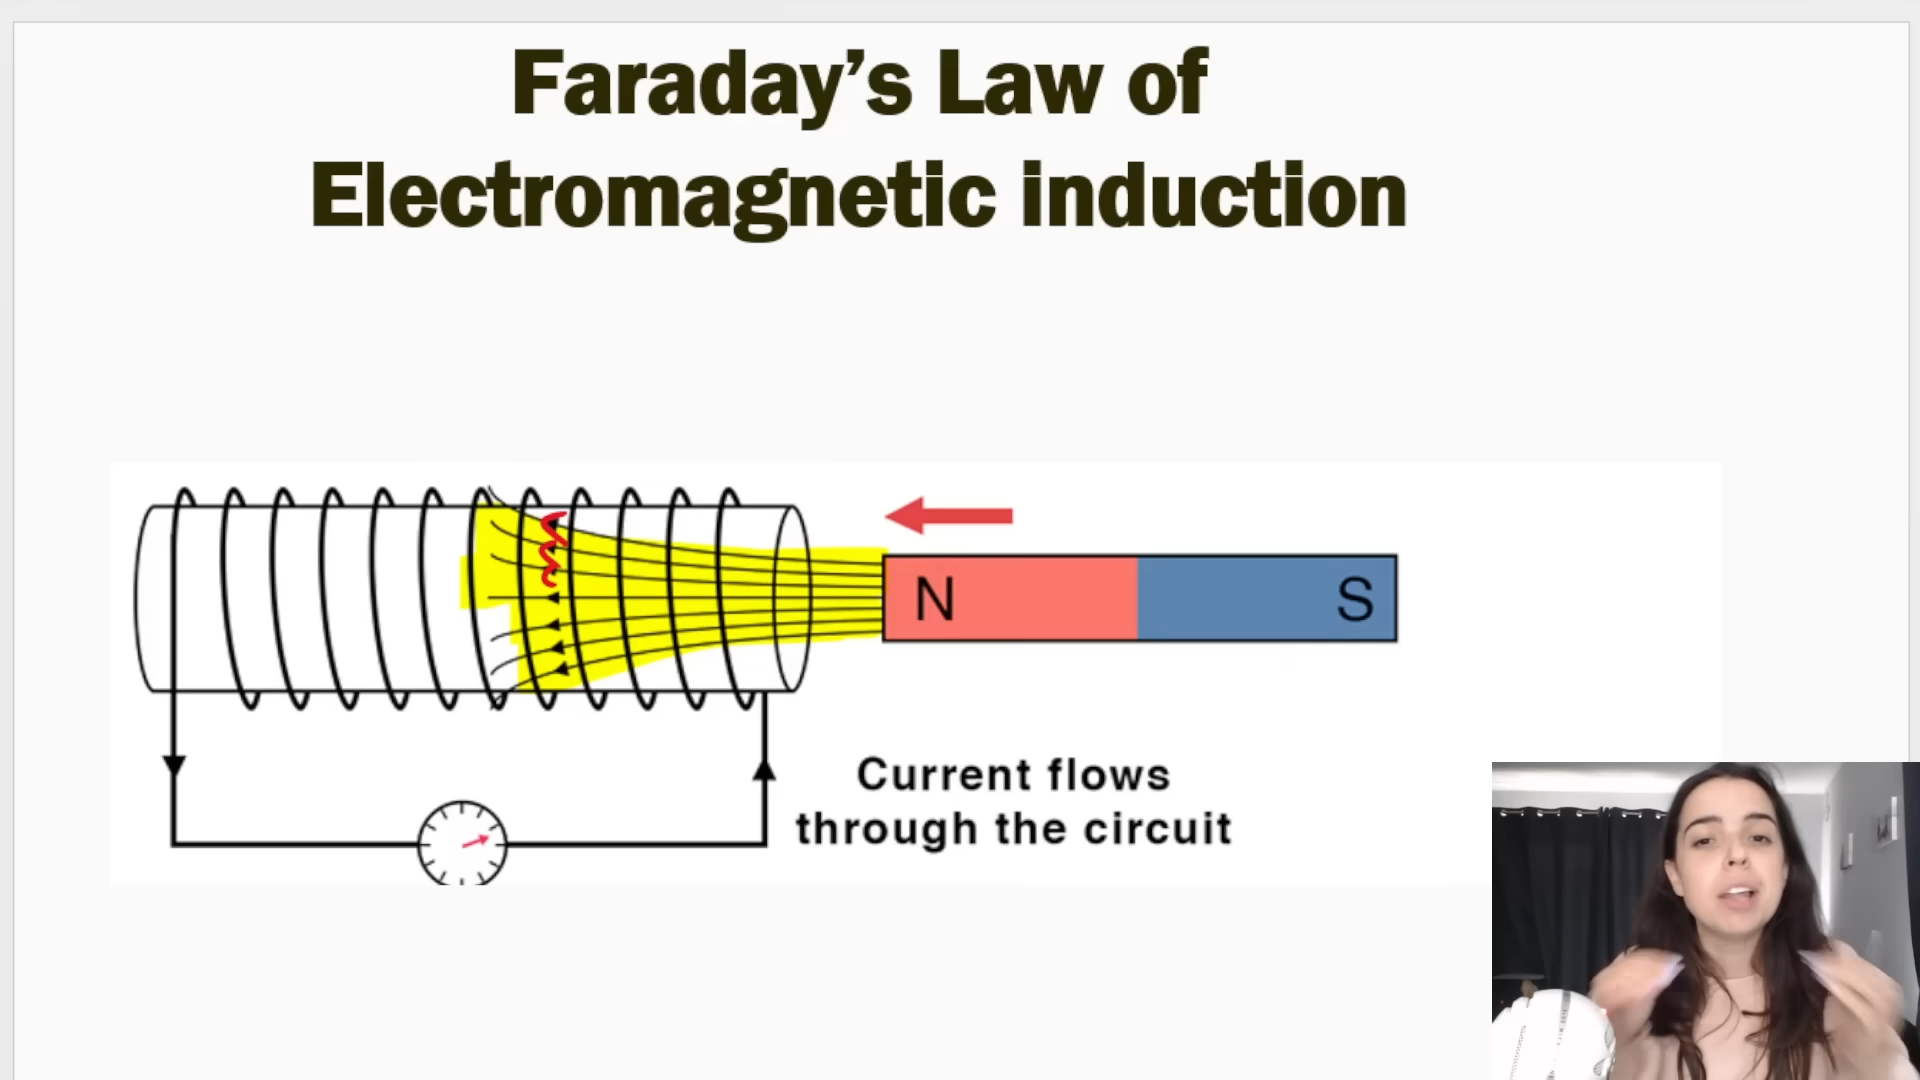 Faraday’s Law of
Electromagnetic induction
N
S
Current flows
through the circuit